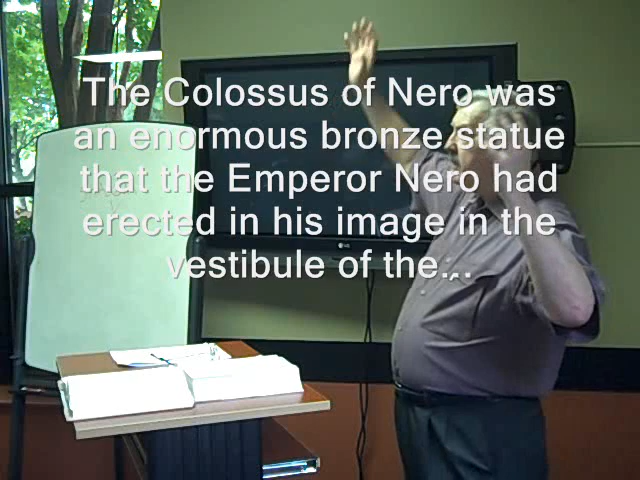 The Colossus of Nero was
an enormous bronze statue
that the Emperor Nero had
erected in his image in the
vestibule of the...
LG